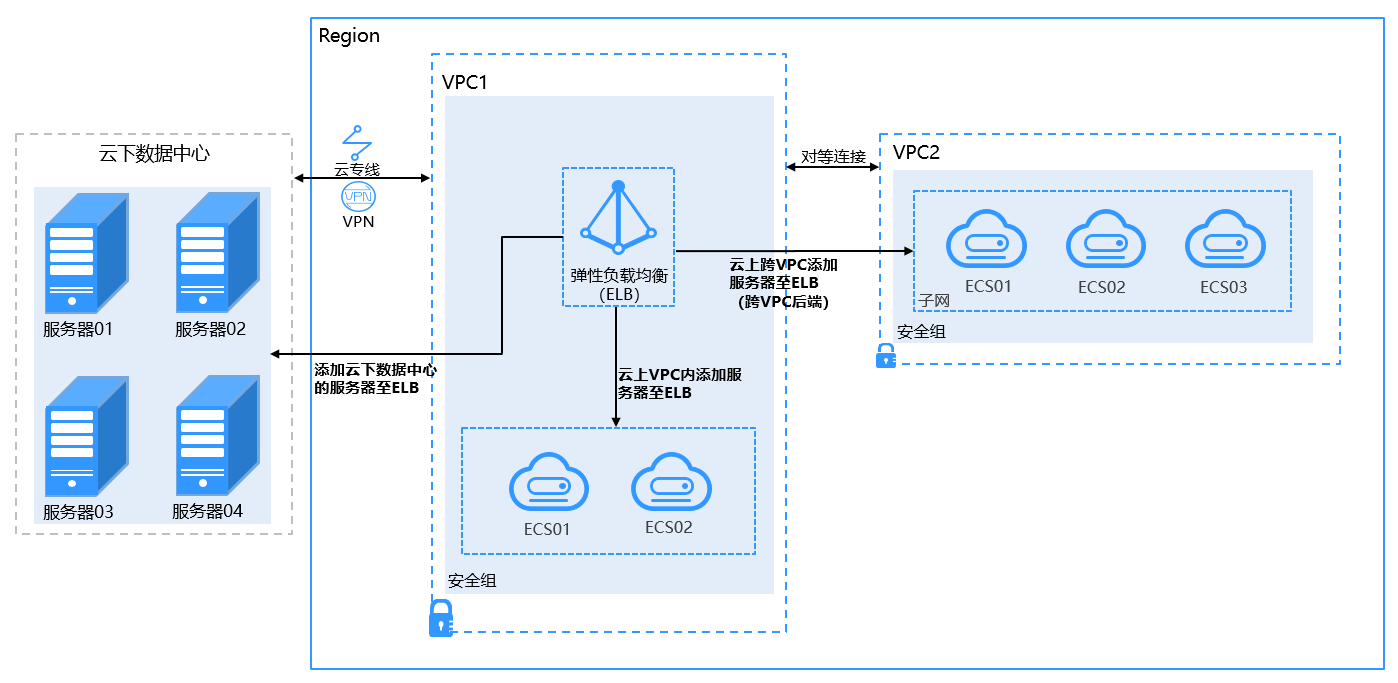 Region
云下数据中心
服务器01
服务器02
服务器03
服务器04
云专线
VPN
VPN
添加云下数据中心
的服务器至ELB
VPC1
弹性负载均衡
(ELB)
云上VPC内添加服
务器至ELB
ECS01
ECS02
安全组
对等连接
云上跨VPC添加
服务器至ELB
(跨VPC后端)
VPC2
ECS01
ECS02
ECS03
子网
安全组